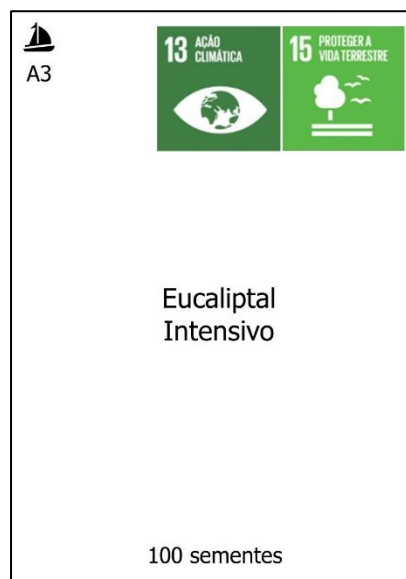 A3
13 AÇÃO
CLIMÁTICA
15 PROTEGER A
VIDA TERRESTRE
Eucaliptal
Intensivo
100 sementes